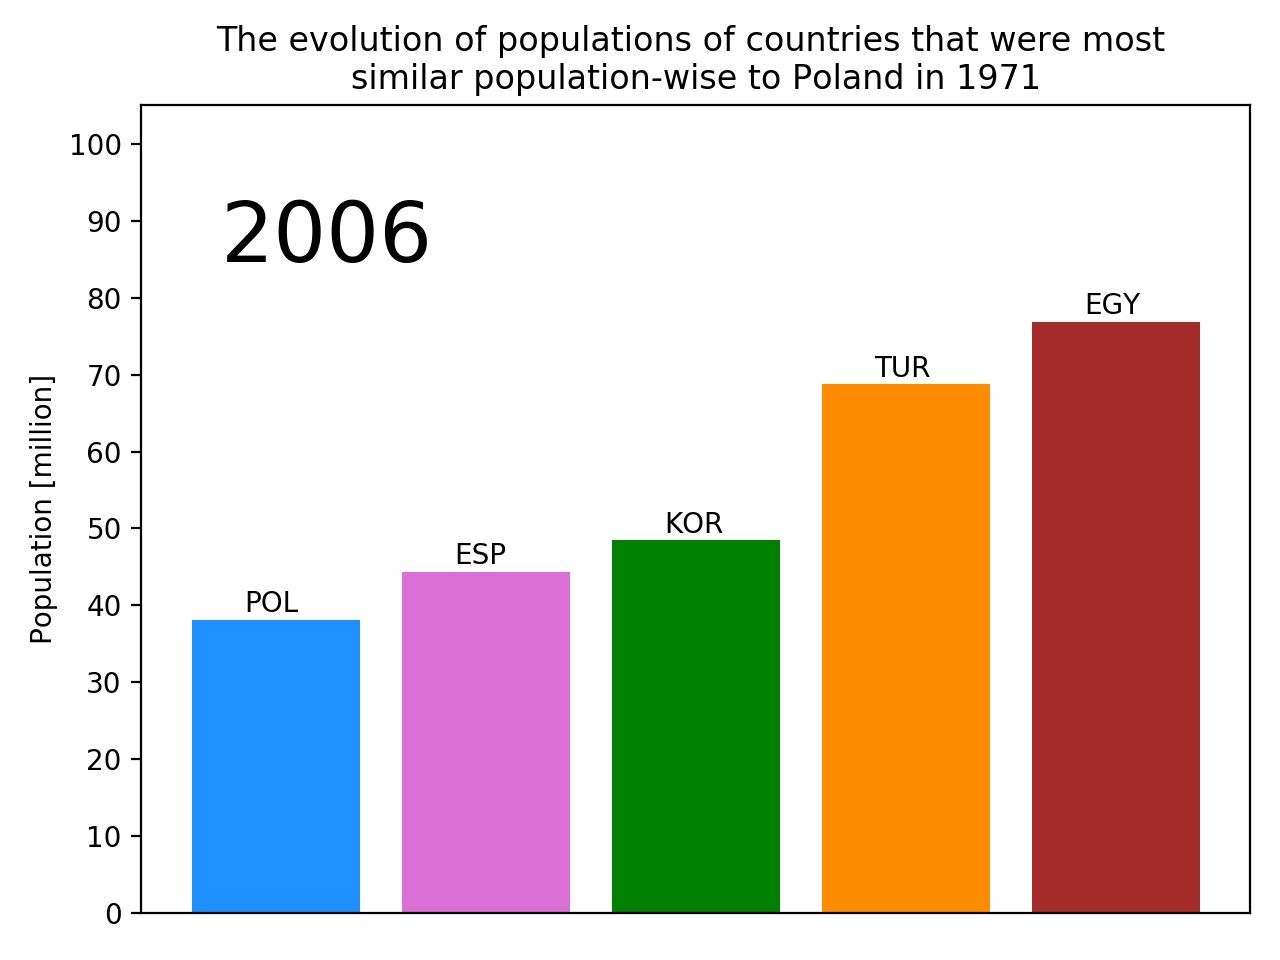 The evolution of populations of countries that were most
similar population-wise to Poland in 1971
100
90
80
70
60
50
40
30
20
10
0
Population [million]
2006
POL
ESP
KOR
TUR
EGY